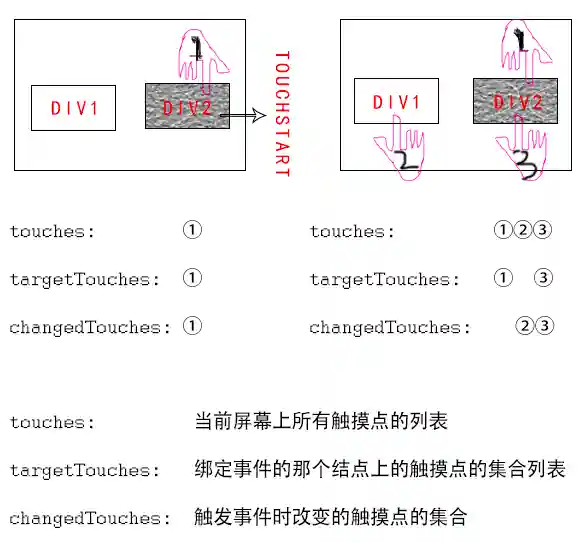 1
DIV1 DIV2
TOUCHSTART
1
DIV1 DIV2
2 3
touches: ① touches: ①②③
targetTouches: ① targetTouches: ① ③
changedTouches: ① changedTouches: ②③
touches: 当前屏幕上所有触摸点的列表
targetTouches: 绑定事件的那个结点上的触摸点的集合列表
changedTouches: 触发事件时改变的触摸点的集合